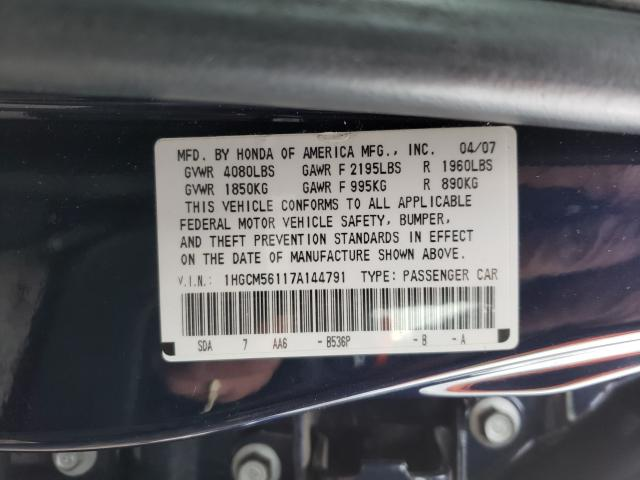 MFD. BY HONDA OF AMERICA MFG., INC. 04/07
GVWR 4080LBS GAWR F 2195LBS R 1960LBS
GVWR 1850KG GAWR F 995KG R 890KG
THIS VEHICLE CONFORMS TO ALL APPLICABLE
FEDERAL MOTOR VEHICLE SAFETY, BUMPER,
AND THEFT PREVENTION STANDARDS IN EFFECT
ON THE DATE OF MANUFACTURE SHOWN ABOVE.
V.I.N.: 1HGCM56117A144791 TYPE: PASSENGER CAR
SDA 7 AA6 - B536P - B - A